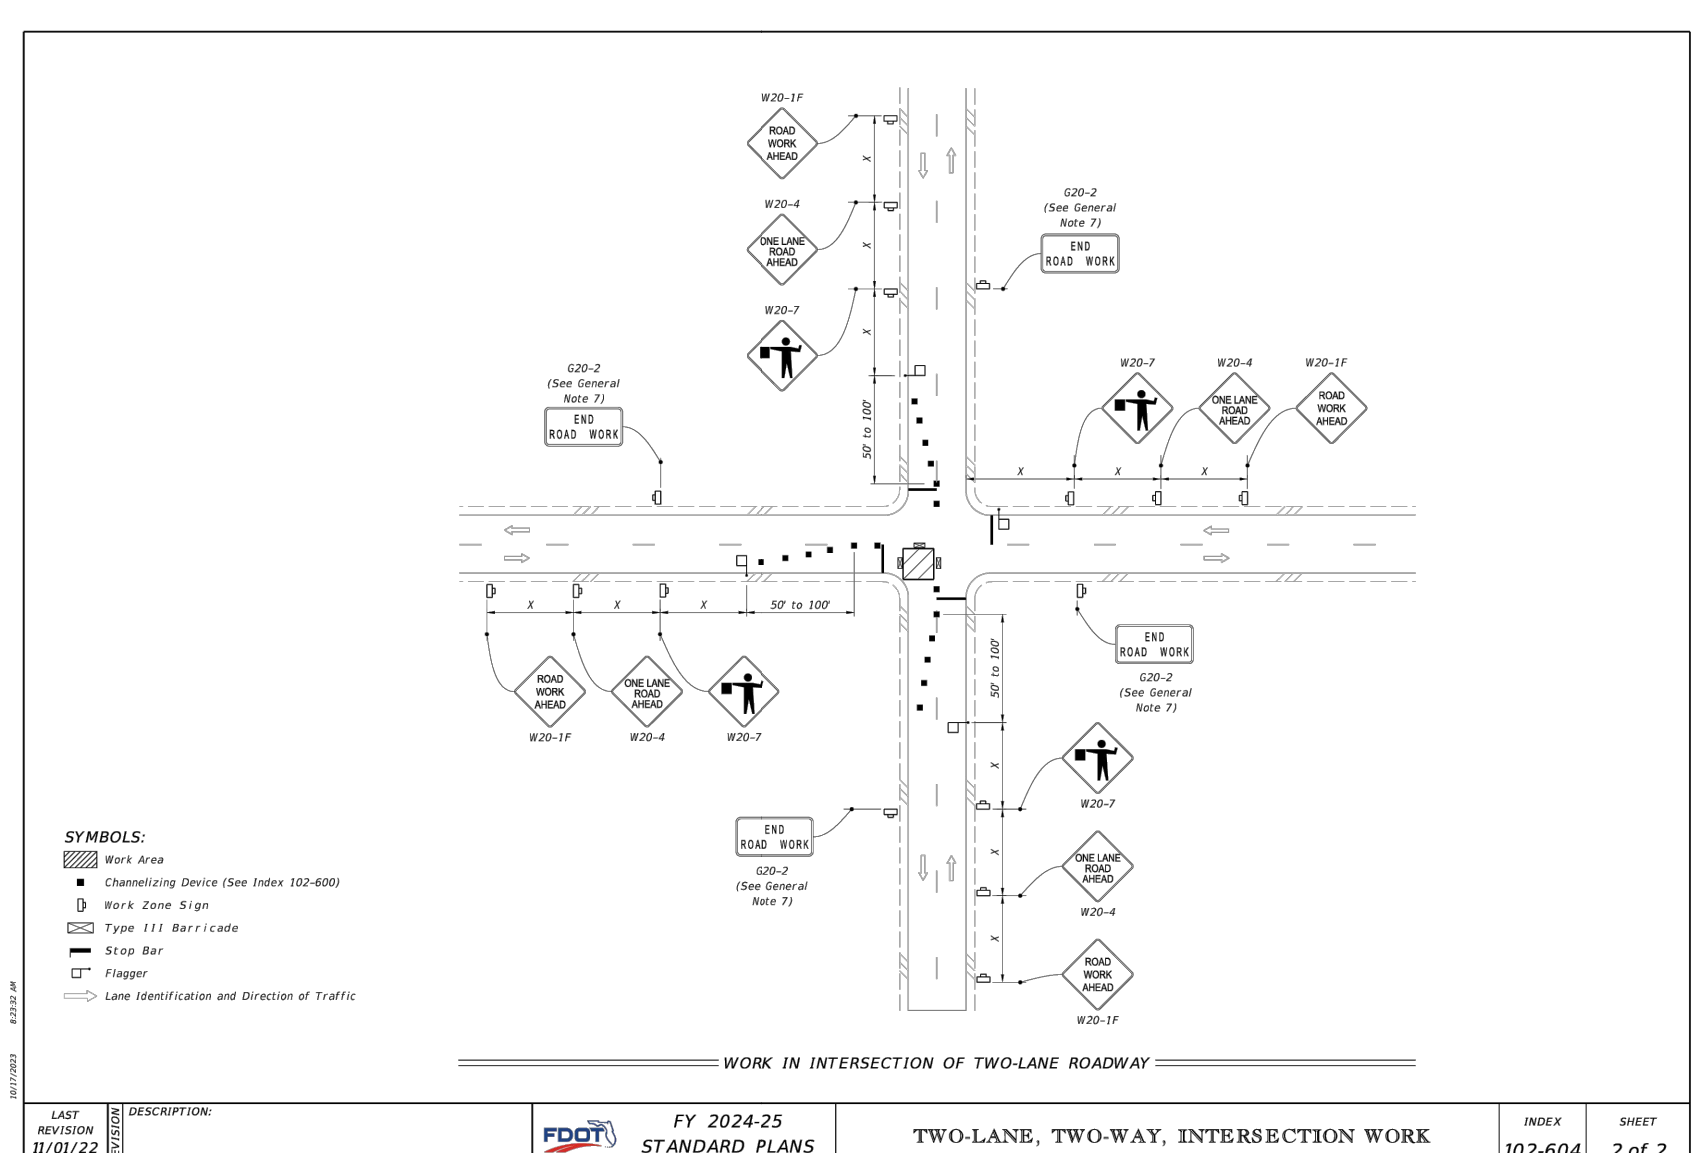 W20-1F
ROAD
WORK
AHEAD
X
W20-4
ONE LANE
ROAD
AHEAD
X
W20-7
X
50' to 100'
G20-2
(See General
Note 7)
END
ROAD WORK
G20-2
(See General
Note 7)
END
ROAD WORK
W20-7
W20-4
W20-1F
ONE LANE
ROAD
AHEAD
ROAD
WORK
AHEAD
X
X
X
X
X
X
50' to 100'
ROAD
WORK
AHEAD
ONE LANE
ROAD
AHEAD
W20-1F
W20-4
W20-7
50' to 100'
END
ROAD WORK
G20-2
(See General
Note 7)
X
W20-7
X
ONE LANE
ROAD
AHEAD
W20-4
X
ROAD
WORK
AHEAD
W20-1F
END
ROAD WORK
G20-2
(See General
Note 7)
SYMBOLS:
Work Area
Channelizing Device (See Index 102-600)
Work Zone Sign
Type III Barricade
Stop Bar
Flagger
Lane Identification and Direction of Traffic
WORK IN INTERSECTION OF TWO-LANE ROADWAY
10/17/2023 8:23:32 AM
LAST
REVISION
11/01/22
DESCRIPTION:
FDOT
FY 2024-25
STANDARD PLANS
TWO-LANE, TWO-WAY, INTERSECTION WORK
INDEX
102-604
SHEET
2 of 2